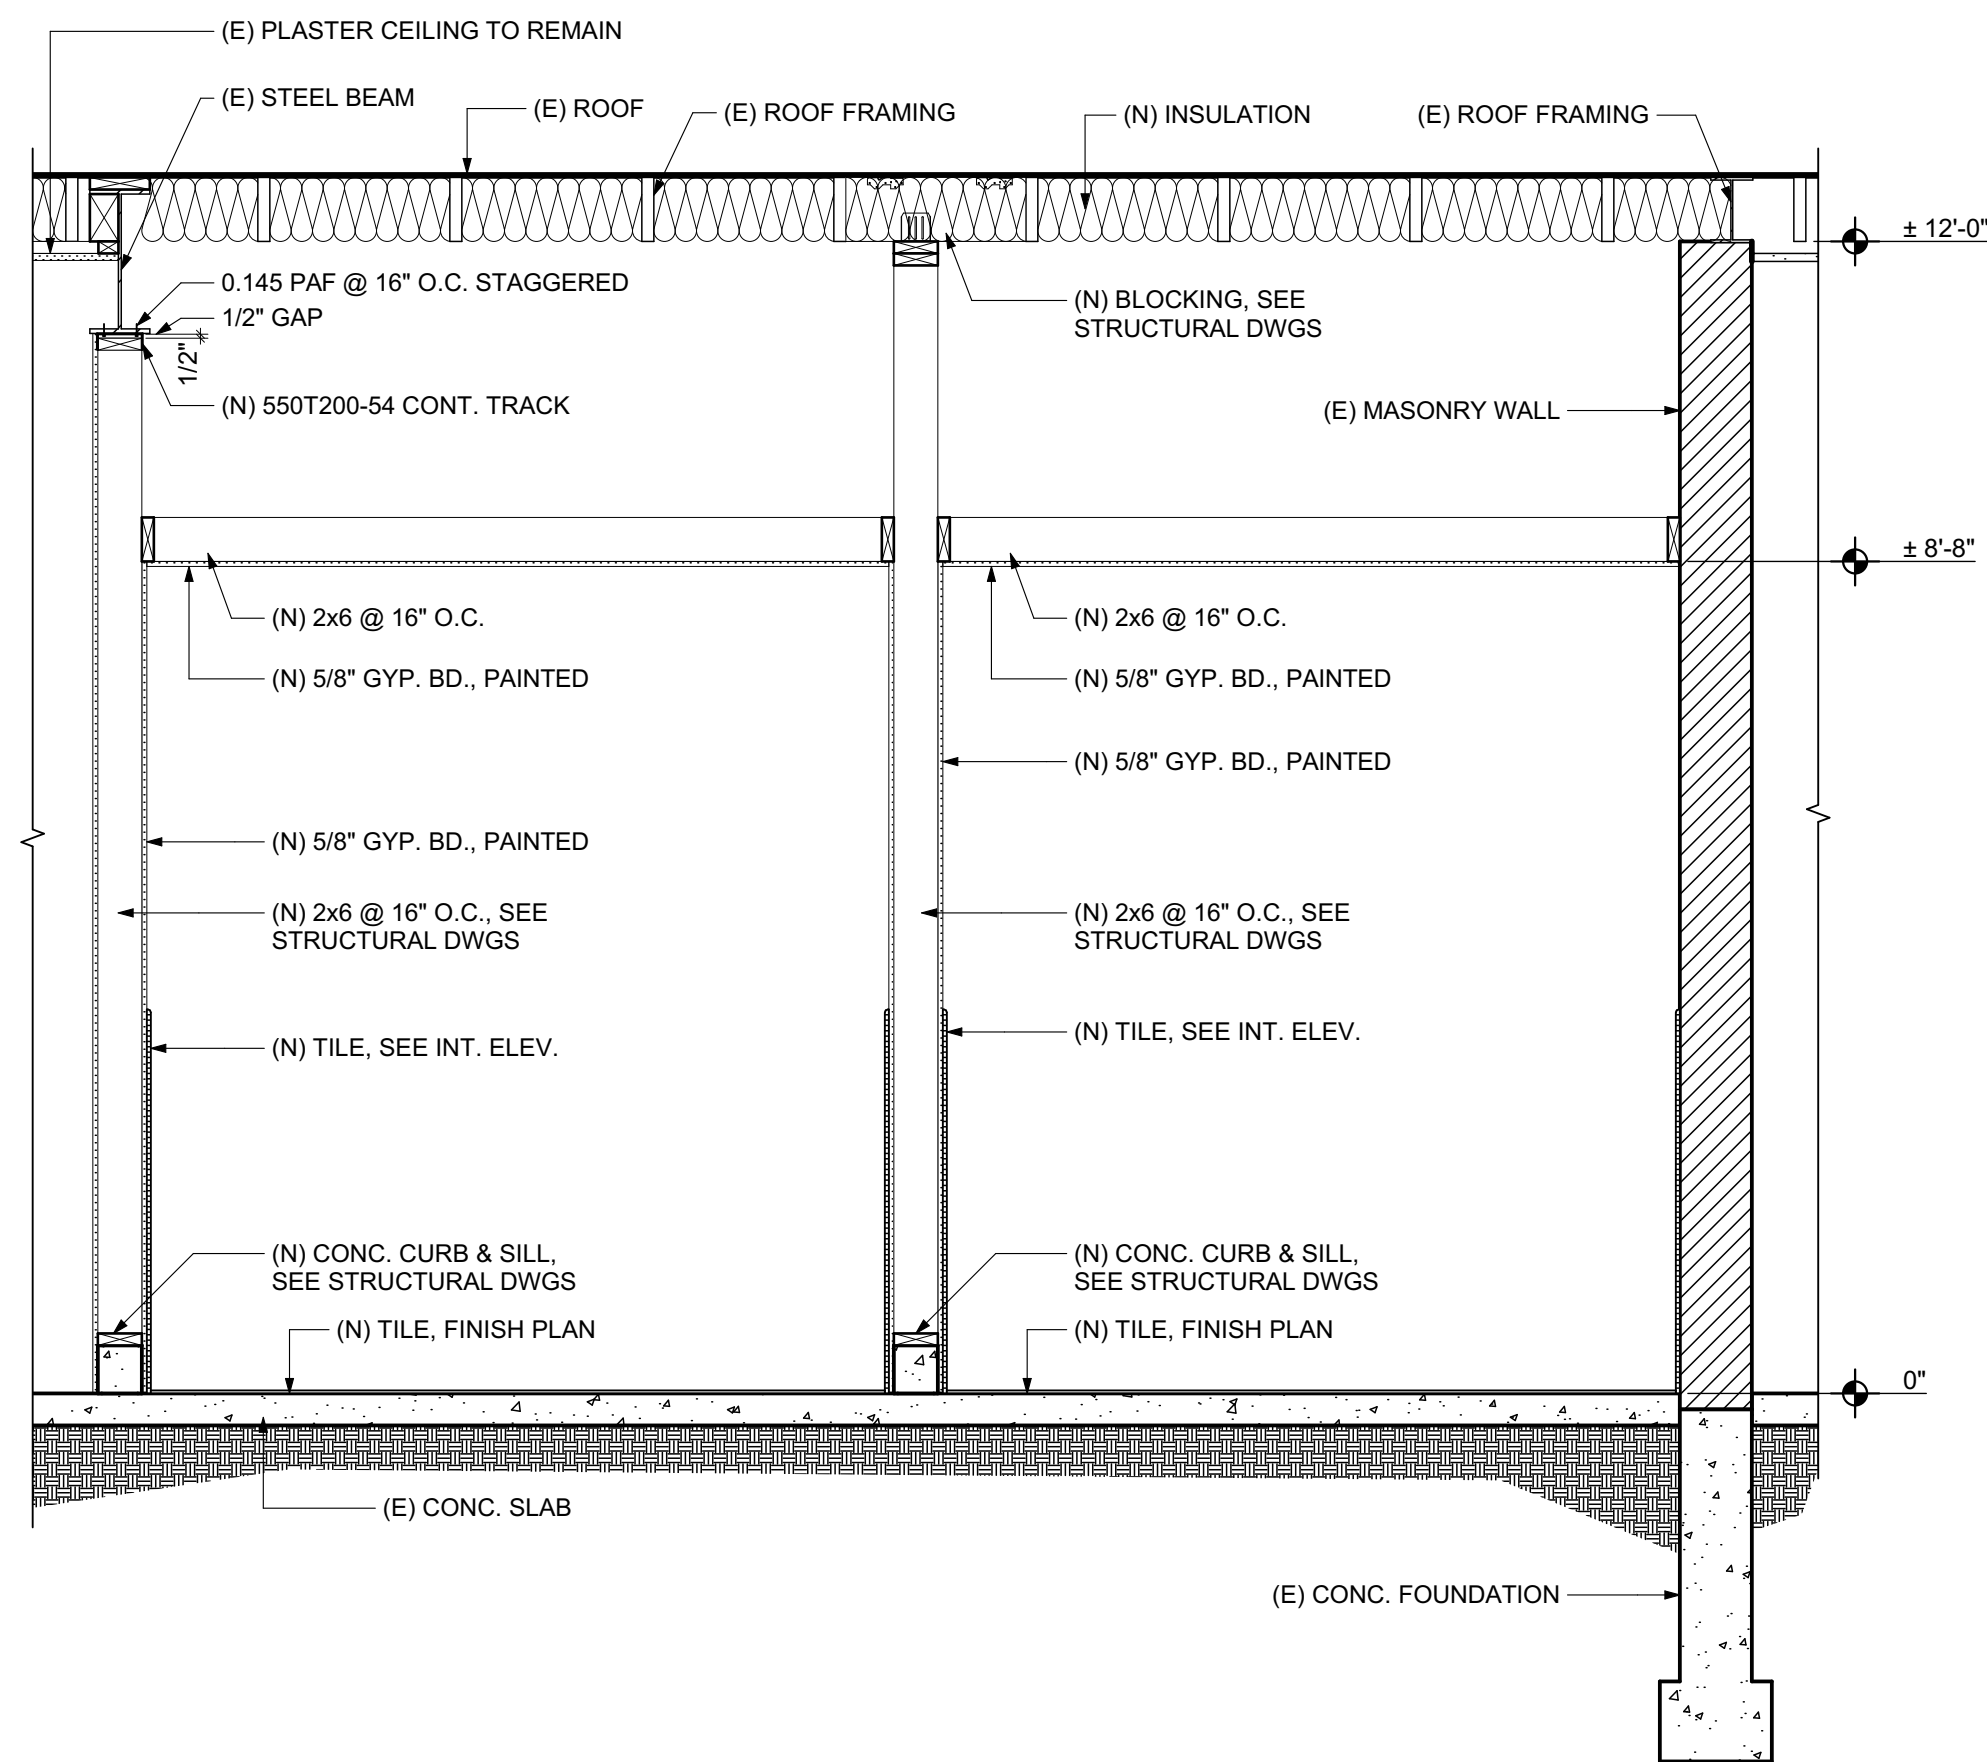 (E) PLASTER CEILING TO REMAIN
(E) STEEL BEAM
(E) ROOF
(E) ROOF FRAMING
(N) INSULATION
(E) ROOF FRAMING
± 12'-0"
0.145 PAF @ 16" O.C. STAGGERED
1/2" GAP
1/2"
(N) BLOCKING, SEE
STRUCTURAL DWGS
(N) 550T200-54 CONT. TRACK
(E) MASONRY WALL
± 8'-8"
(N) 2x6 @ 16" O.C.
(N) 2x6 @ 16" O.C.
(N) 5/8" GYP. BD., PAINTED
(N) 5/8" GYP. BD., PAINTED
(N) 5/8" GYP. BD., PAINTED
(N) 5/8" GYP. BD., PAINTED
(N) 2x6 @ 16" O.C., SEE
STRUCTURAL DWGS
(N) 2x6 @ 16" O.C., SEE
STRUCTURAL DWGS
(N) TILE, SEE INT. ELEV.
(N) TILE, SEE INT. ELEV.
(N) CONC. CURB & SILL,
SEE STRUCTURAL DWGS
(N) CONC. CURB & SILL,
SEE STRUCTURAL DWGS
(N) TILE, FINISH PLAN
(N) TILE, FINISH PLAN
0"
(E) CONC. SLAB
(E) CONC. FOUNDATION